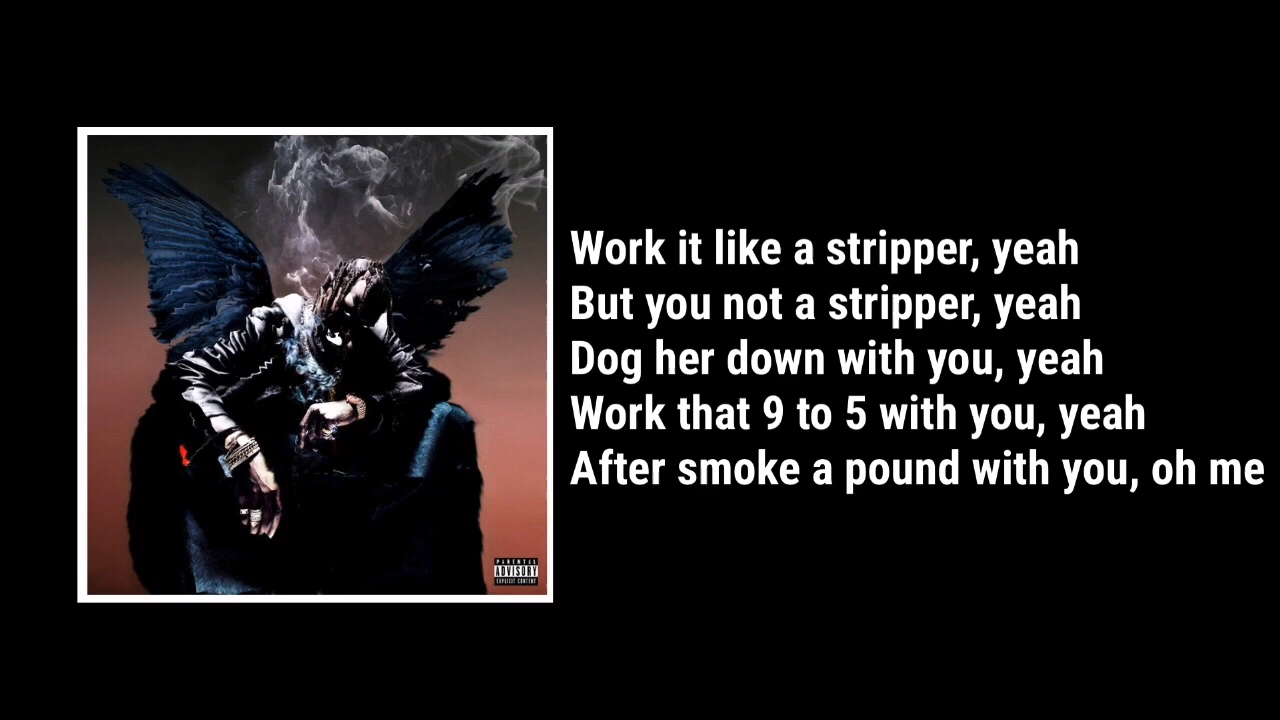 Work it like a stripper, yeah
But you not a stripper, yeah
Dog her down with you, yeah
Work that 9 to 5 with you, yeah
After smoke a pound with you, oh me
PARENTAL
ADVISORY
EXPLICIT CONTENT